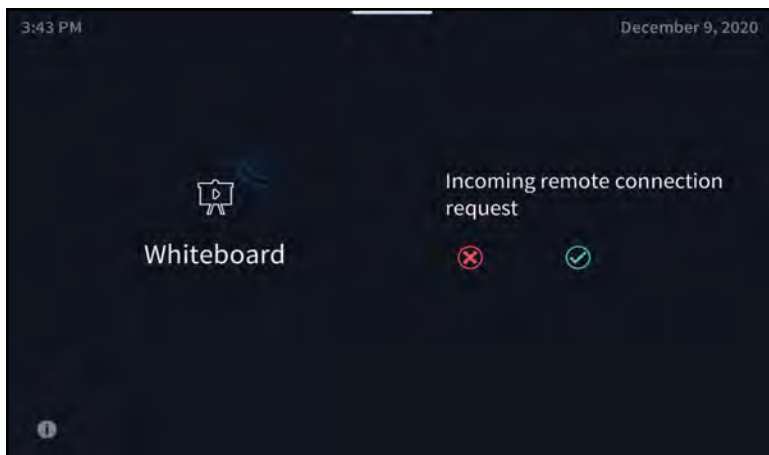 3:43 PM
December 9, 2020
Whiteboard
Incoming remote connection
request